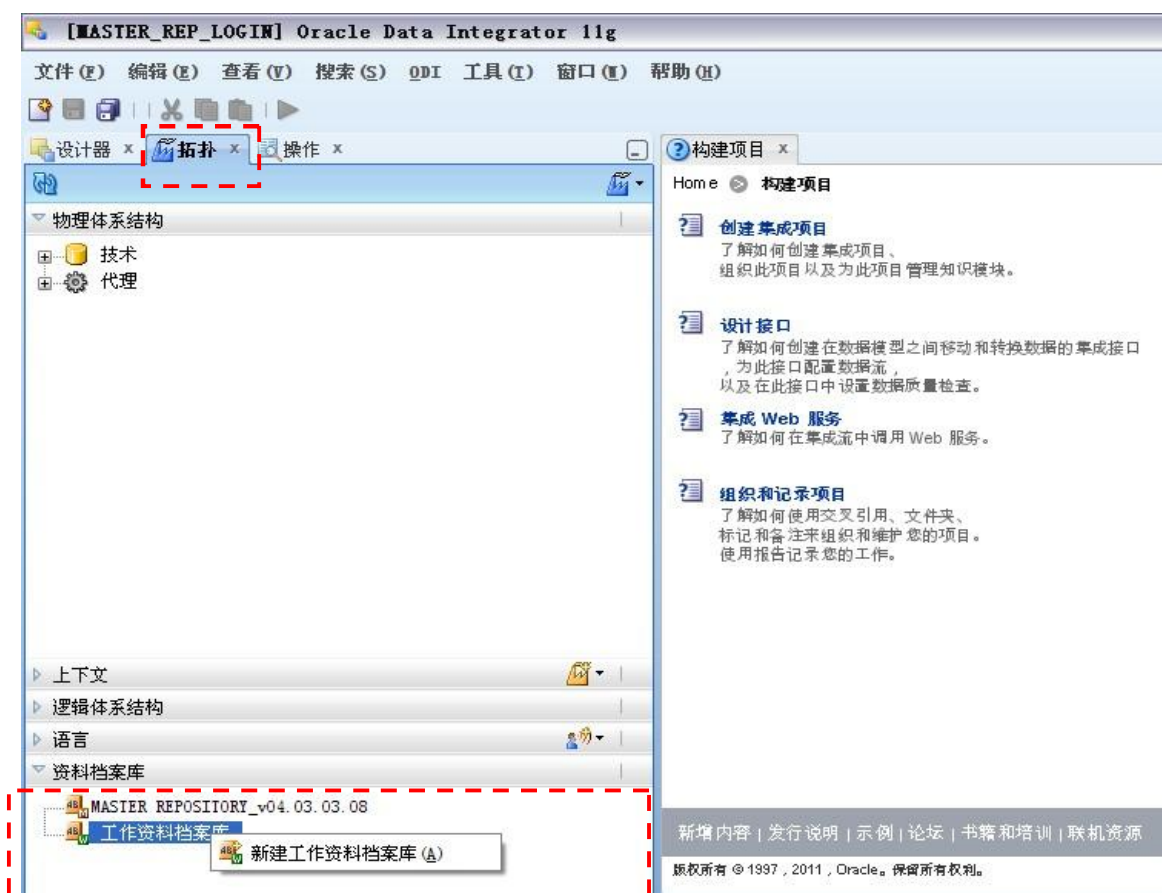 [MASTER_REP_LOGIN] Oracle Data Integrator 11g
文件(F) 编辑(E) 查看(V) 搜索(S) ODI 工具(T) 窗口(W) 帮助(H)
设计器 × 拓扑 × 操作 ×
构建项目 ×
Home 构建项目
物理体系结构
技术
代理
创建集成项目
了解如何创建集成项目、
组织此项目以及为此项目管理知识模块。
设计接口
了解如何创建在数据模型之间移动和转换数据的集成接口
，为此接口配置数据流，
以及在此接口中设置数据质量检查。
集成 Web 服务
了解如何在集成流中调用 Web 服务。
组织和记录项目
了解如何使用交叉引用、文件夹、
标记和备注来组织和维护您的项目。
使用报告记录您的工作。
上下文
逻辑体系结构
语言
资料档案库
MASTER REPOSITORY_v04.03.03.08
工作资料档案库
新建工作资料档案库(A)
新增内容 | 发行说明 | 示例 | 论坛 | 书籍和培训 | 联机资源
版权所有 © 1997，2011，Oracle。保留所有权利。